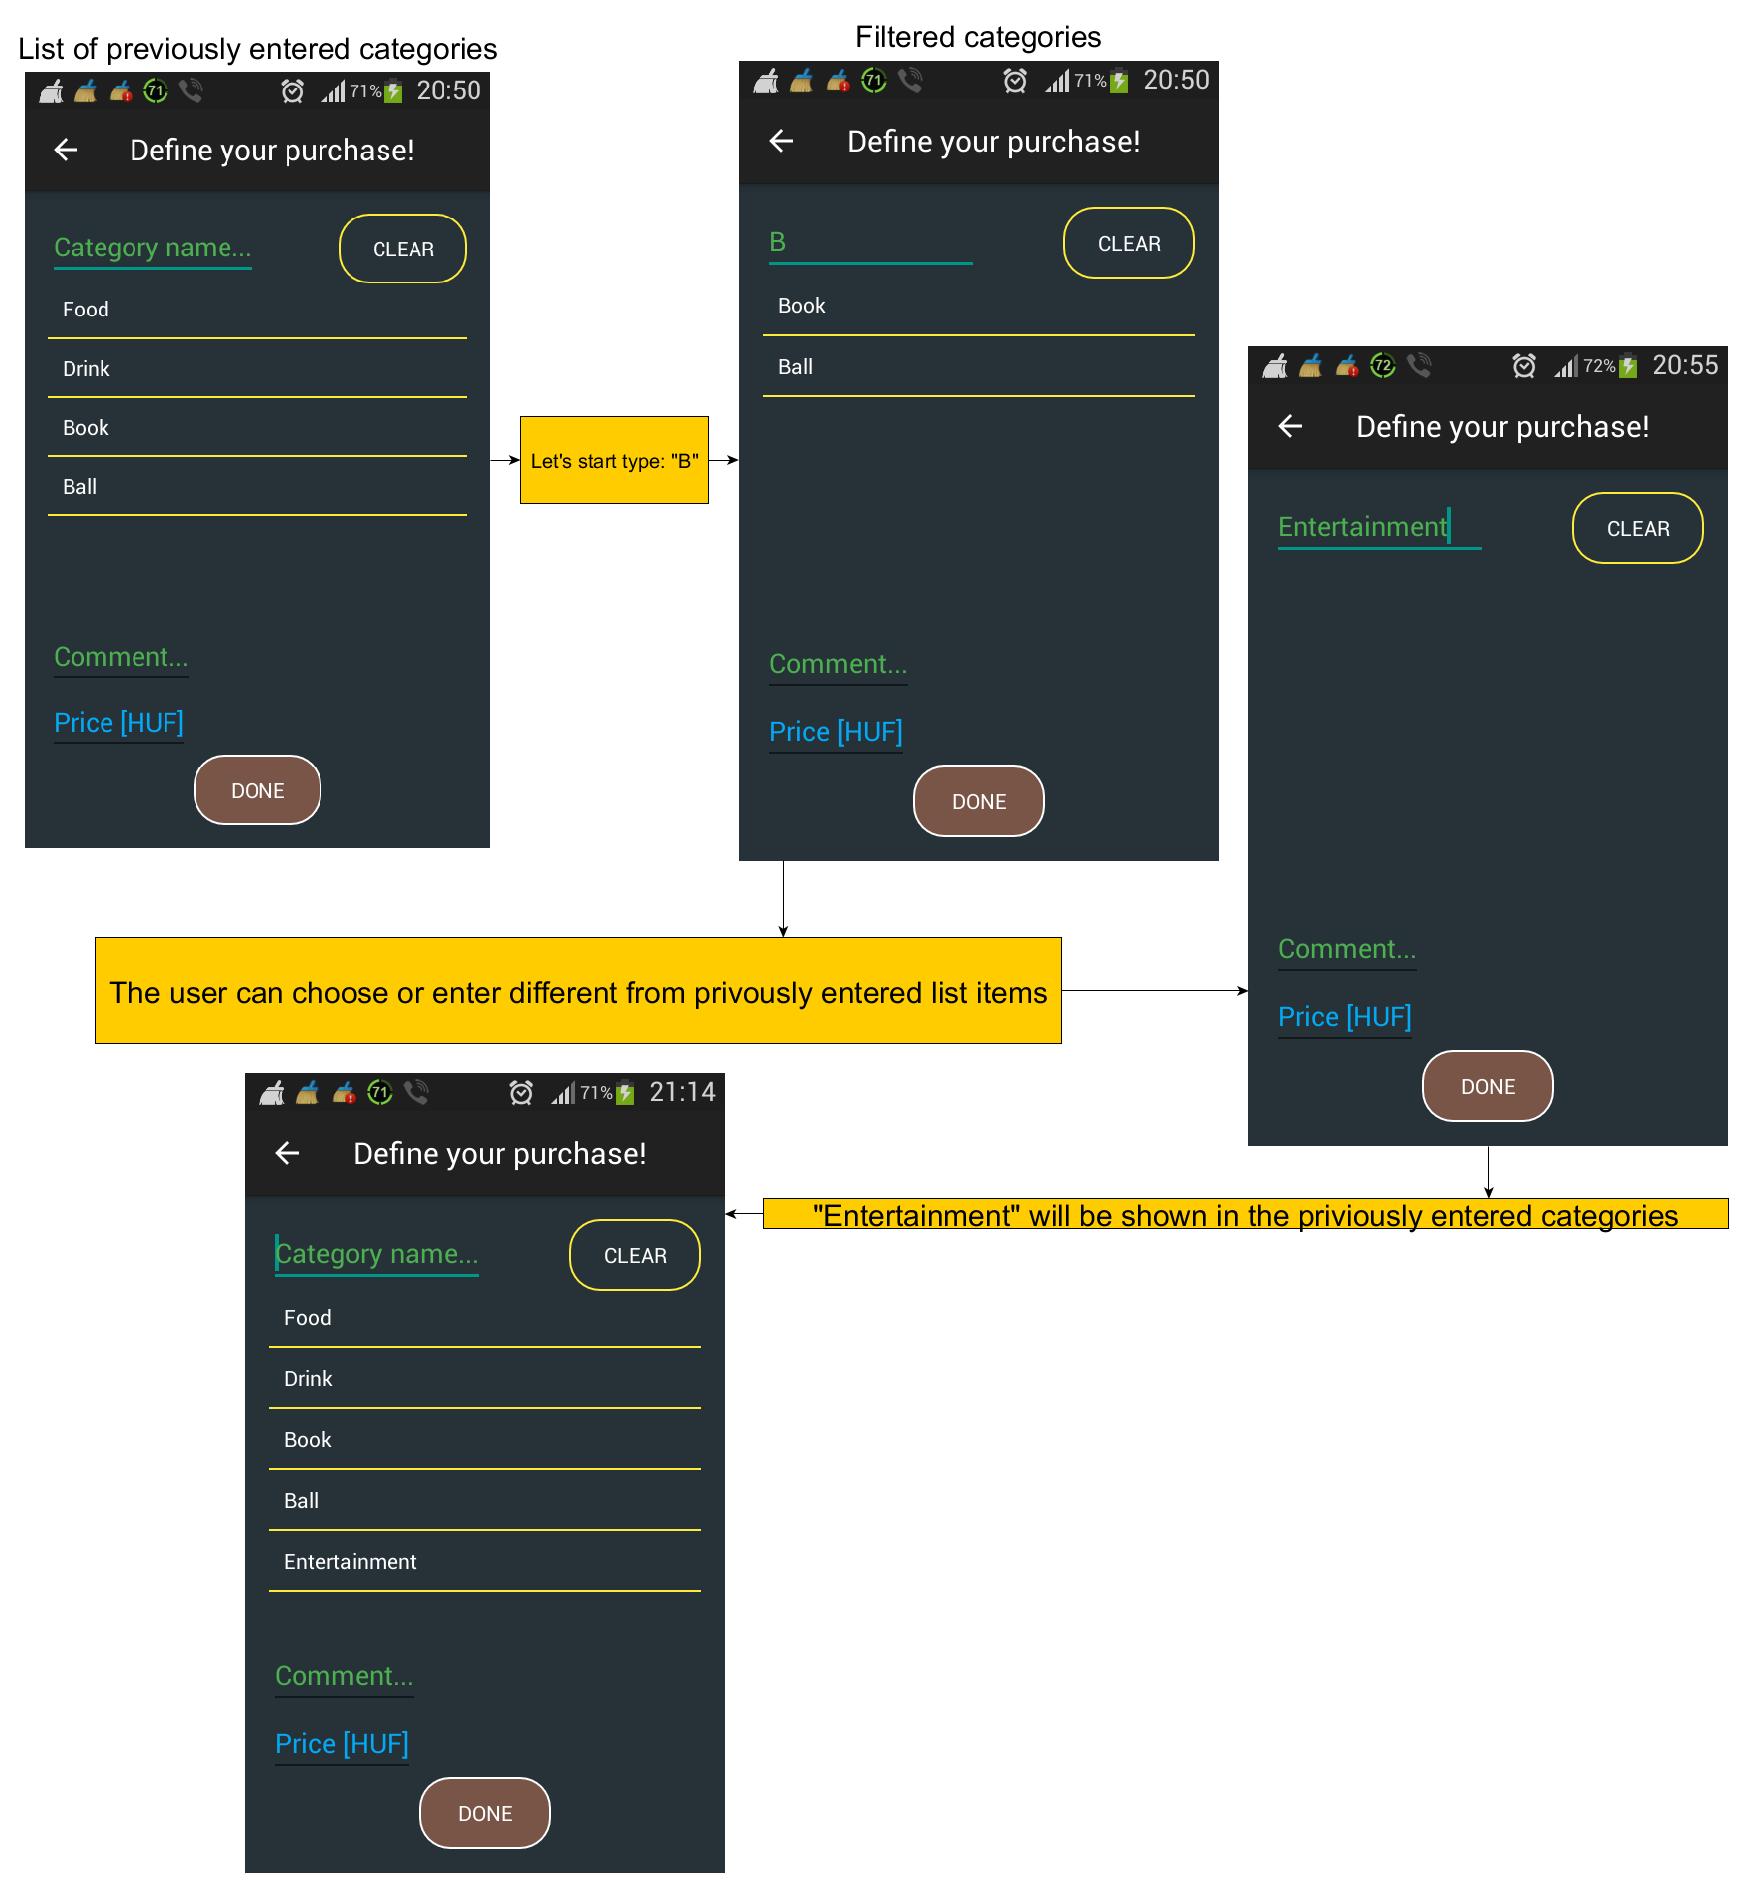 List of previously entered categories
71 71% 20:50
Define your purchase!
Category name...
CLEAR
Food
Drink
Book
Ball
Comment...
Price [HUF]
DONE
Let's start type: "B"
Filtered categories
71 71% 20:50
Define your purchase!
B
CLEAR
Book
Ball
Comment...
Price [HUF]
DONE
The user can choose or enter different from privously entered list items
72 72% 20:55
Define your purchase!
Entertainment
CLEAR
Comment...
Price [HUF]
DONE
"Entertainment" will be shown in the priviously entered categories
71 71% 21:14
Define your purchase!
Category name...
CLEAR
Food
Drink
Book
Ball
Entertainment
Comment...
Price [HUF]
DONE